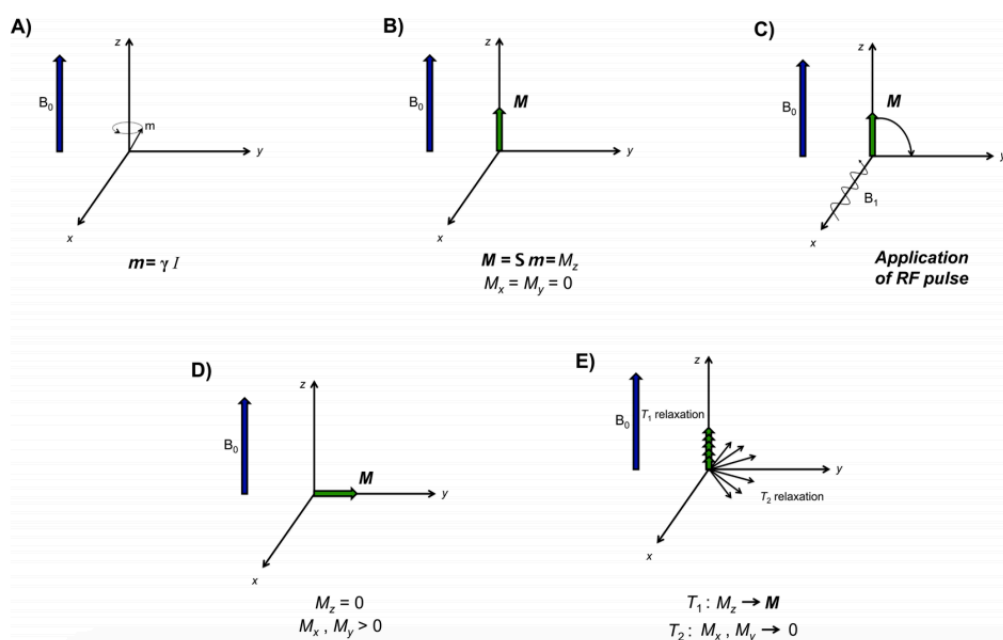 A)
z
B₀
m
y
x
m = γ I
B)
z
B₀
M
y
x
M = S m = Mz
Mx = My = 0
C)
z
B₀
M
y
B₁
x
Application
of RF pulse
D)
z
B₀
M
y
x
Mz = 0
Mx , My > 0
E)
z
B₀
T₁ relaxation
y
T₂ relaxation
x
T₁ : Mz → M
T₂ : Mx , My → 0